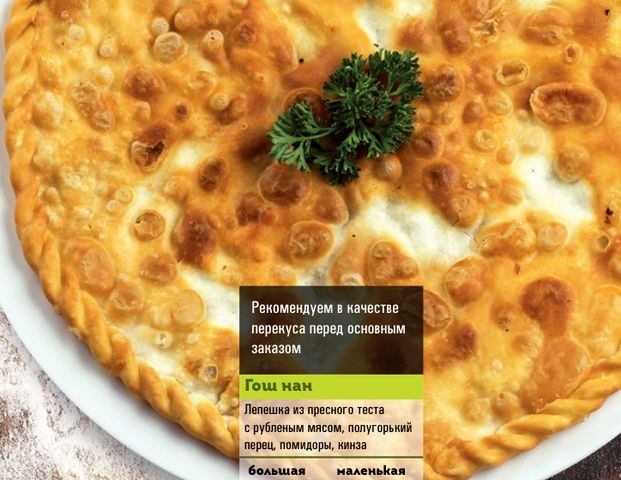 Рекомендуем в качестве
перекуса перед основным
заказом
Гош нан
Лепешка из пресного теста
с рубленым мясом, полугорький
перец, помидоры, кинза
большая маленькая